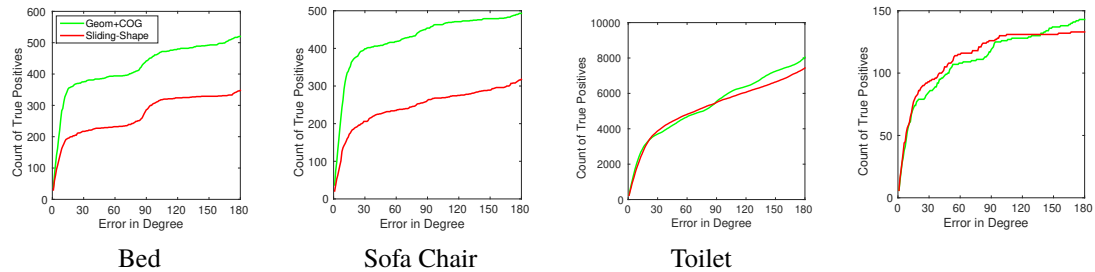 Geom+COG
Sliding-Shape
Count of True Positives
600
500
400
300
200
100
0
0 30 60 90 120 150 180
Error in Degree
Count of True Positives
500
400
300
200
100
0
0 30 60 90 120 150 180
Error in Degree
Count of True Positives
10000
8000
6000
4000
2000
0
0 30 60 90 120 150 180
Error in Degree
Count of True Positives
150
100
50
0
0 30 60 90 120 150 180
Error in Degree
Bed Sofa Chair Toilet